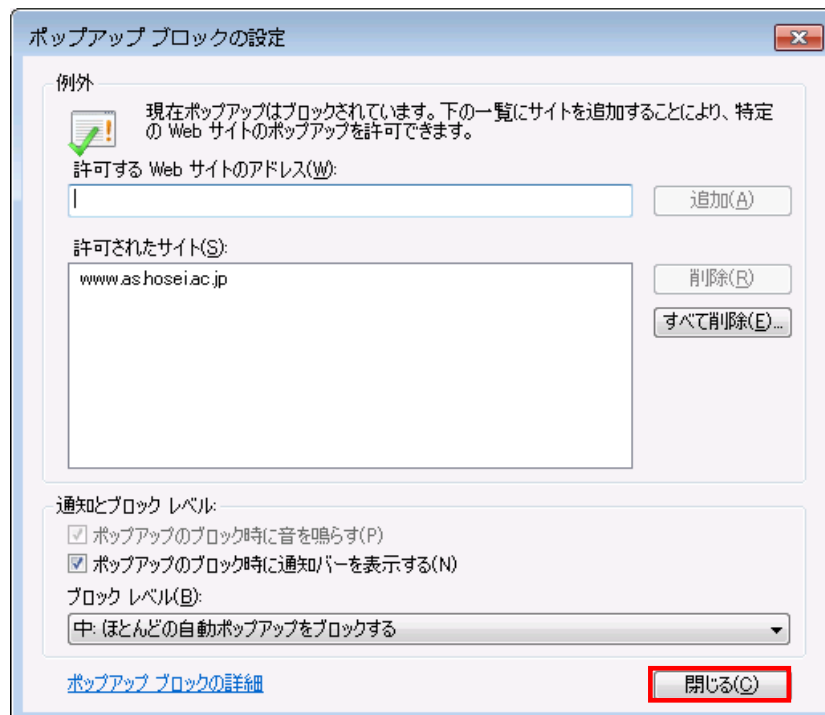 ポップアップ ブロックの設定
例外
現在ポップアップはブロックされています。下の一覧にサイトを追加することにより、特定
の Web サイトのポップアップを許可できます。
許可する Web サイトのアドレス(W):
追加(A)
許可されたサイト(S):
www.as.hosei.ac.jp
削除(R)
すべて削除(E)...
通知とブロック レベル:
ポップアップのブロック時に音を鳴らす(P)
ポップアップのブロック時に通知バーを表示する(N)
ブロック レベル(B):
中: ほとんどの自動ポップアップをブロックする
ポップアップ ブロックの詳細
閉じる(C)